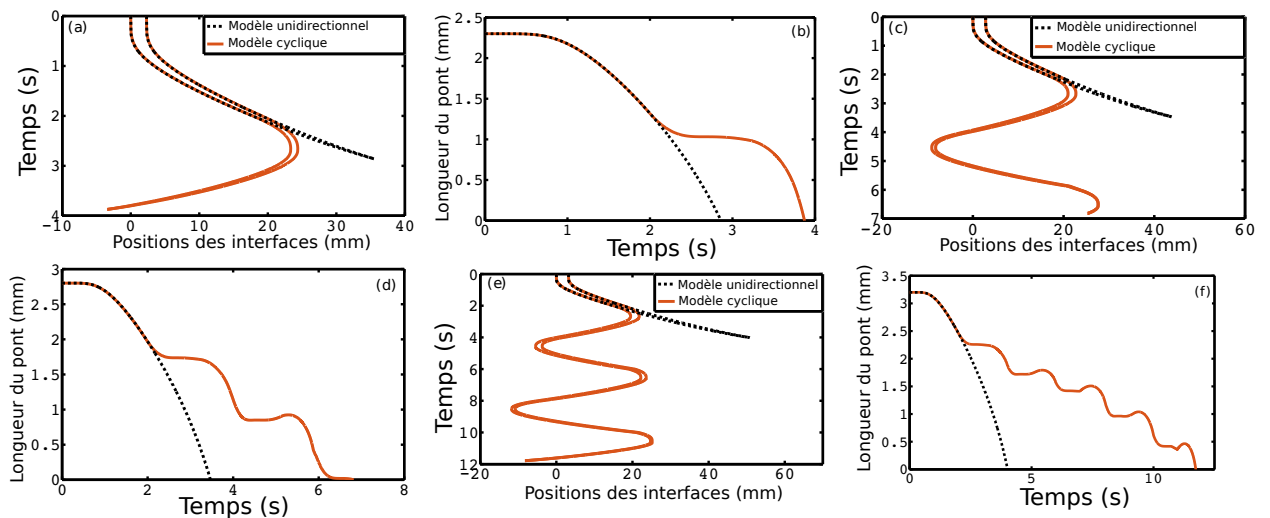 (a)
Modèle unidirectionnel
Modèle cyclique
Temps (s)
0
1
2
3
4
−10
0
10
20
30
40
Positions des interfaces (mm)
(b)
Longueur du pont (mm)
2.5
2
1.5
1
0.5
0
0
1
2
3
4
Temps (s)
(c)
Modèle unidirectionnel
Modèle cyclique
Temps (s)
0
1
2
3
4
5
6
7
−20
0
20
40
60
Positions des interfaces (mm)
(d)
Longueur du pont (mm)
3
2.5
2
1.5
1
0.5
0
0
2
4
6
8
Temps (s)
(e)
Modèle unidirectionnel
Modèle cyclique
Temps (s)
0
2
4
6
8
10
12
−20
0
20
40
60
Positions des interfaces (mm)
(f)
Longueur du pont (mm)
3.5
3
2.5
2
1.5
1
0.5
0
0
5
10
Temps (s)